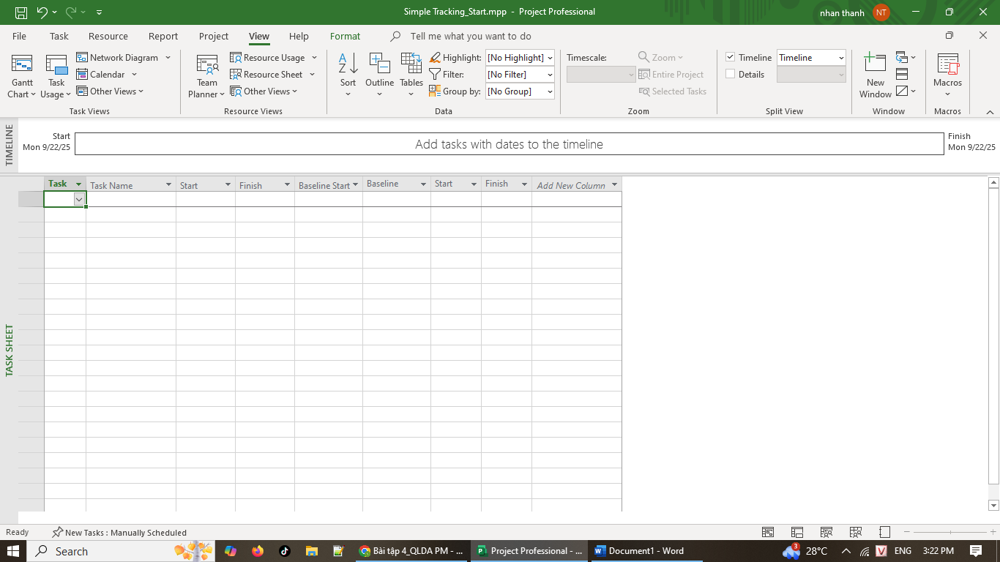 Simple Tracking_Start.mpp - Project Professional
nhan thanh
NT
File Task Resource Report Project View Help Format Tell me what you want to do
Gantt Chart
Task Usage
Network Diagram
Calendar
Other Views
Task Views
Team Planner
Resource Usage
Resource Sheet
Other Views
Resource Views
Sort
Outline
Tables
Highlight: [No Highlight]
Filter: [No Filter]
Group by: [No Group]
Data
Timescale:
Zoom
Entire Project
Selected Tasks
Zoom
Timeline Timeline
Details
Split View
New Window
Window
Macros
Macros
TIMELINE
Start
Mon 9/22/25
Add tasks with dates to the timeline
Finish
Mon 9/22/25
Task Task Name Start Finish Baseline Start Baseline Start Finish Add New Column
TASK SHEET
Ready New Tasks : Manually Scheduled
Search
Bài tập 4_QLDA PM - ...
Project Professional - ...
Document1 - Word
3
28°C
V
ENG
3:22 PM